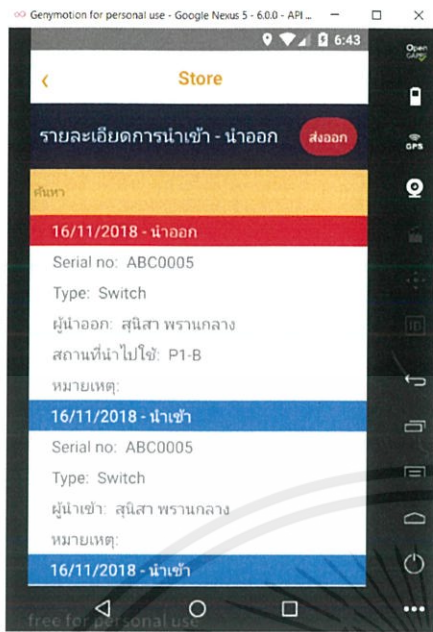 Genymotion for personal use - Google Nexus 5 - 6.0.0 - API ...
6:43
Open
GAPPS
Store
รายละเอียดการนำเข้า - นำออก
ส่งออก
GPS
ค้นหา
16/11/2018 - นำออก
Serial no: ABC0005
Type: Switch
ผู้นำออก: สุนิสา พรานกลาง
สถานที่นำไปใช้: P1-B
หมายเหตุ:
16/11/2018 - นำเข้า
Serial no: ABC0005
Type: Switch
ผู้นำเข้า: สุนิสา พรานกลาง
หมายเหตุ:
16/11/2018 - นำเข้า
free for personal use